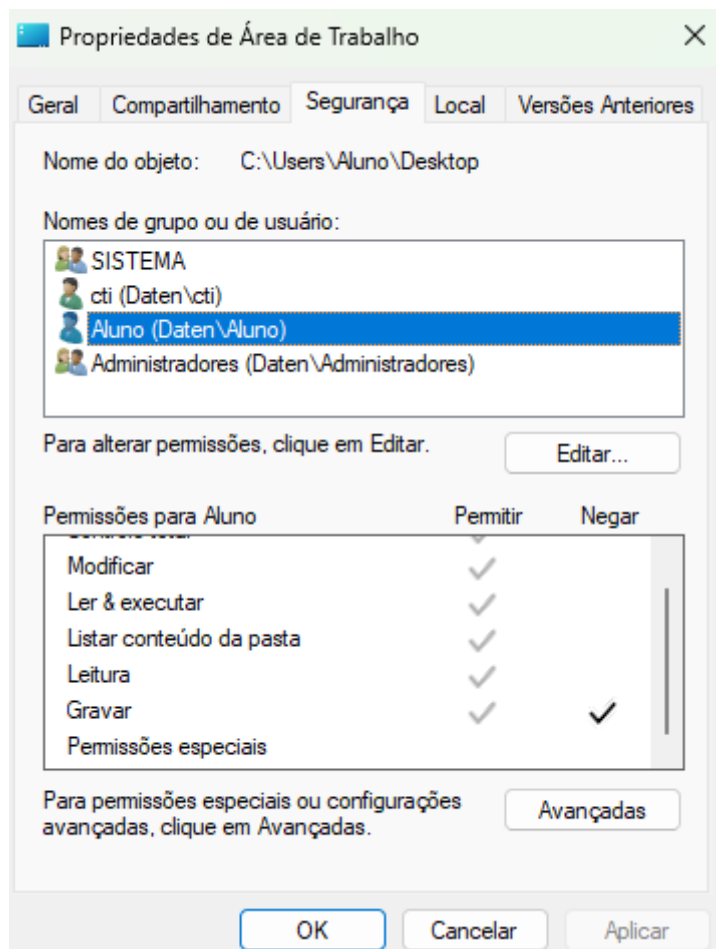 Propriedades de Área de Trabalho
Geral Compartilhamento Segurança Local Versões Anteriores
Nome do objeto: C:\Users\Aluno\Desktop
Nomes de grupo ou de usuário:
SISTEMA
cti (Daten\cti)
Aluno (Daten\Aluno)
Administradores (Daten\Administradores)
Para alterar permissões, clique em Editar.
Editar...
Permissões para Aluno Permitir Negar
Modificar
Ler & executar
Listar conteúdo da pasta
Leitura
Gravar
Permissões especiais
Para permissões especiais ou configurações
avançadas, clique em Avançadas.
Avançadas
OK Cancelar Aplicar